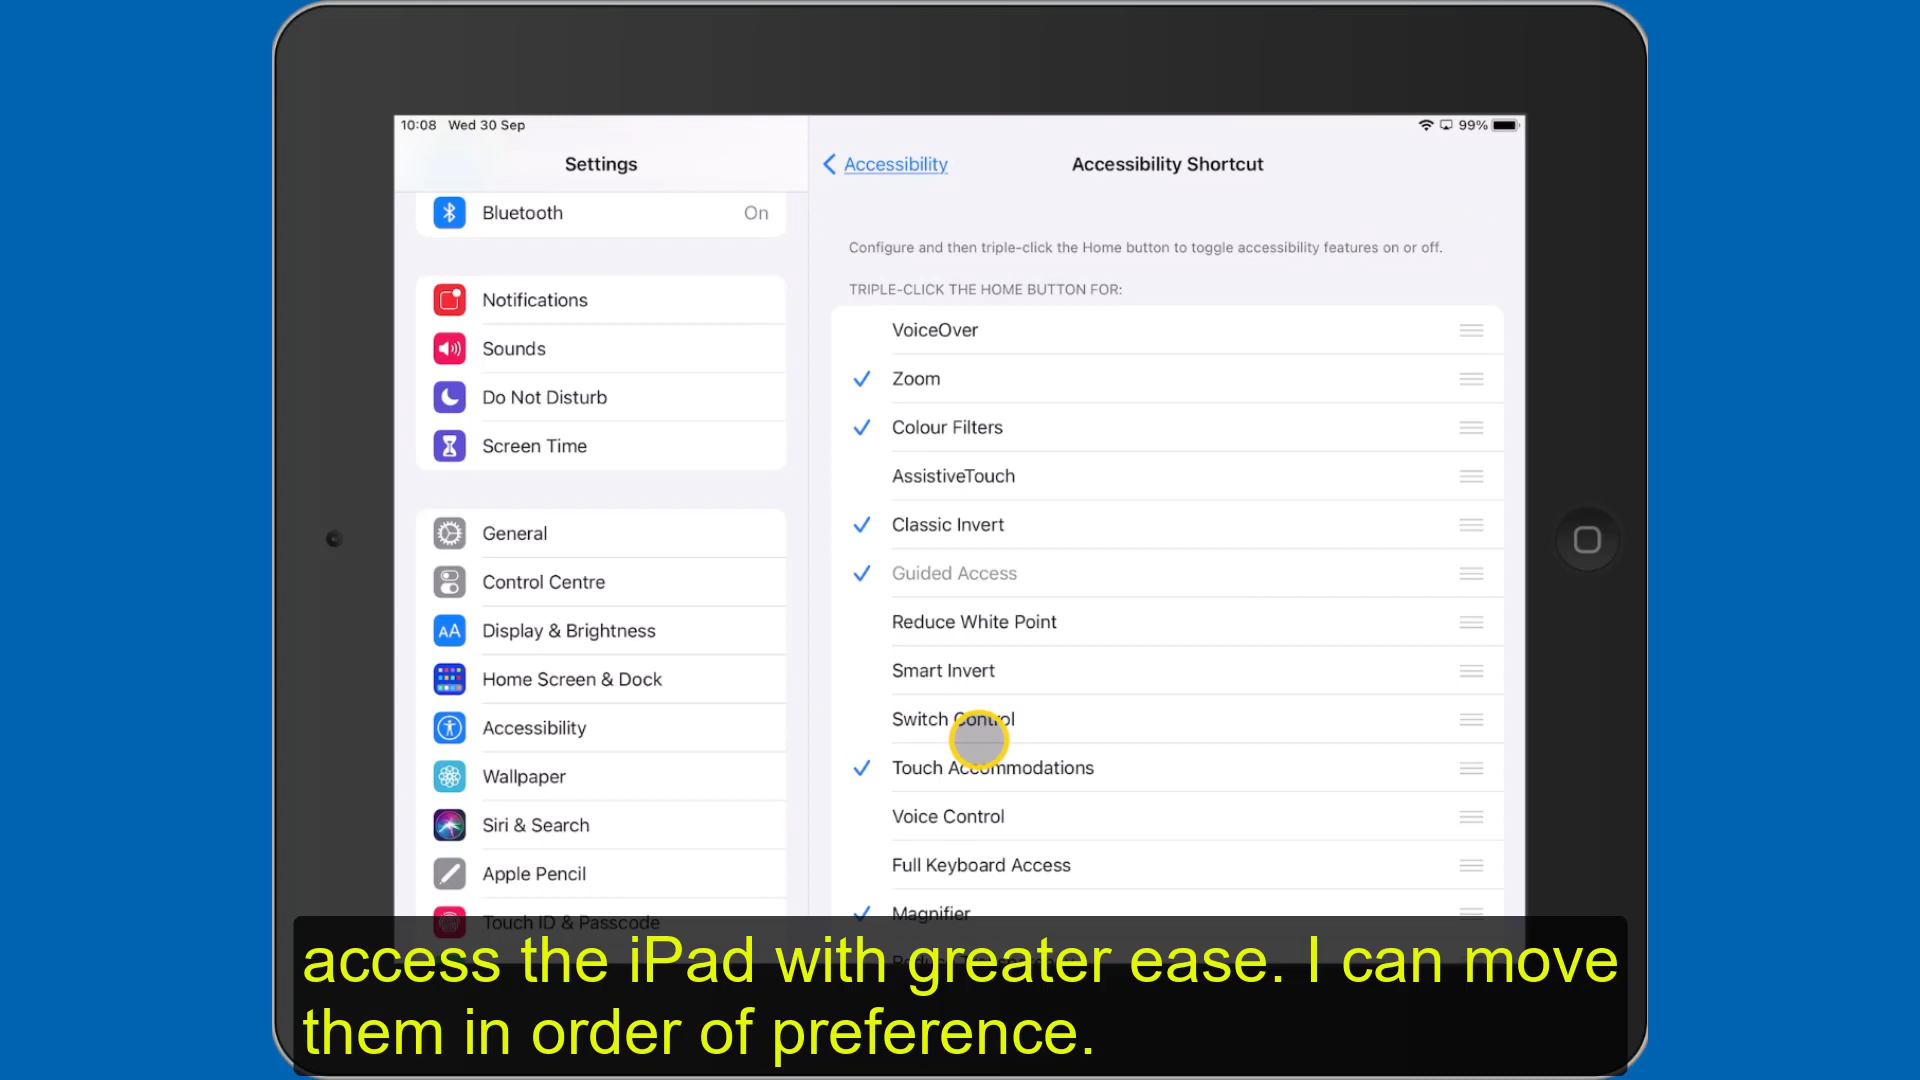 10:08 Wed 30 Sep
99%
Settings
Accessibility
Accessibility Shortcut
Bluetooth
On
Notifications
Sounds
Do Not Disturb
Screen Time
General
Control Centre
AA
Display & Brightness
Home Screen & Dock
Accessibility
Wallpaper
Siri & Search
Apple Pencil
Touch ID & Passcode
Configure and then triple-click the Home button to toggle accessibility features on or off.
TRIPLE-CLICK THE HOME BUTTON FOR:
VoiceOver
Zoom
Colour Filters
AssistiveTouch
Classic Invert
Guided Access
Reduce White Point
Smart Invert
Switch Control
Touch Accommodations
Voice Control
Full Keyboard Access
Magnifier
access the iPad with greater ease. I can move
them in order of preference.